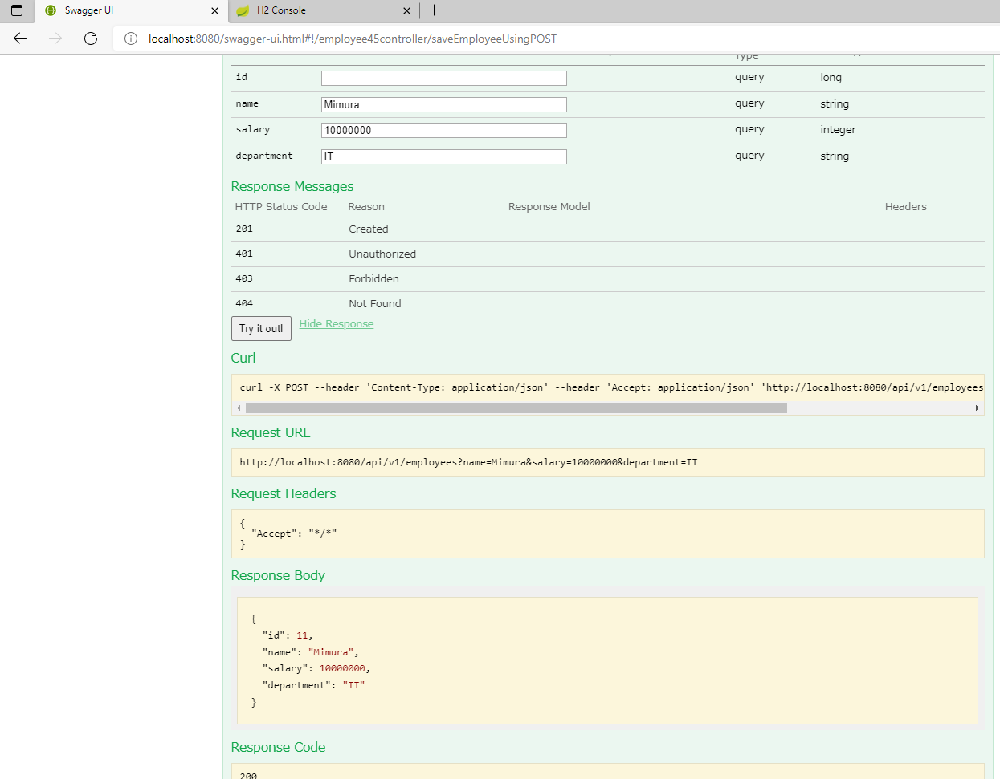 Swagger UI
H2 Console
localhost:8080/swagger-ui.html#!/employee45controller/saveEmployeeUsingPOST
Type
id query long
name Mimura query string
salary 10000000 query integer
department IT query string
Response Messages
HTTP Status Code Reason Response Model Headers
201 Created
401 Unauthorized
403 Forbidden
404 Not Found
Try it out! Hide Response
Curl
curl -X POST --header 'Content-Type: application/json' --header 'Accept: application/json' 'http://localhost:8080/api/v1/employees
Request URL
http://localhost:8080/api/v1/employees?name=Mimura&salary=10000000&department=IT
Request Headers
{
"Accept": "*/*"
}
Response Body
{
"id": 11,
"name": "Mimura",
"salary": 10000000,
"department": "IT"
}
Response Code
200